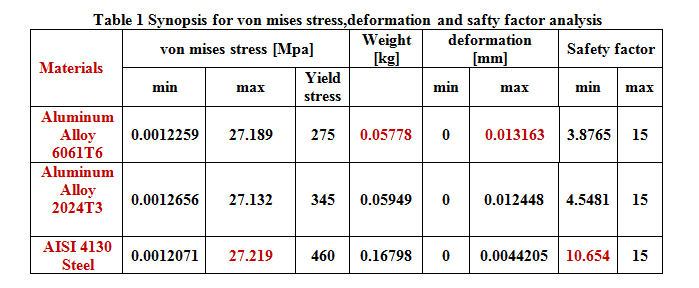 Table 1 Synopsis for von mises stress,deformation and safty factor analysis
Materials von mises stress [Mpa] Weight [kg] deformation [mm] Safety factor
min max Yield stress min max min max
Aluminum Alloy 6061T6 0.0012259 27.189 275 0.05778 0 0.013163 3.8765 15
Aluminum Alloy 2024T3 0.0012656 27.132 345 0.05949 0 0.012448 4.5481 15
AISI 4130 Steel 0.0012071 27.219 460 0.16798 0 0.0044205 10.654 15